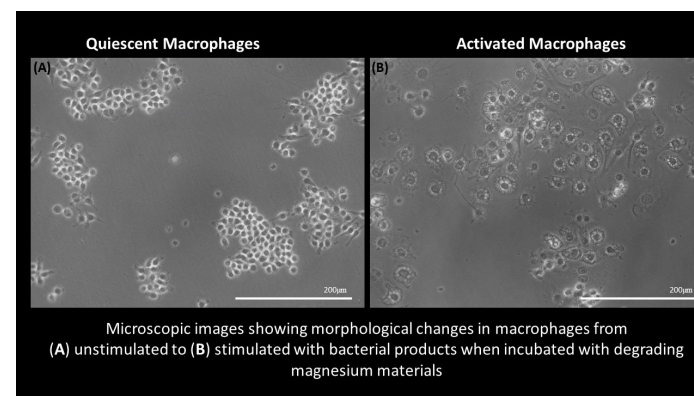 Quiescent Macrophages
Activated Macrophages
(A)
(B)
200µm
200µm
Microscopic images showing morphological changes in macrophages from
(A) unstimulated to (B) stimulated with bacterial products when incubated with degrading
magnesium materials